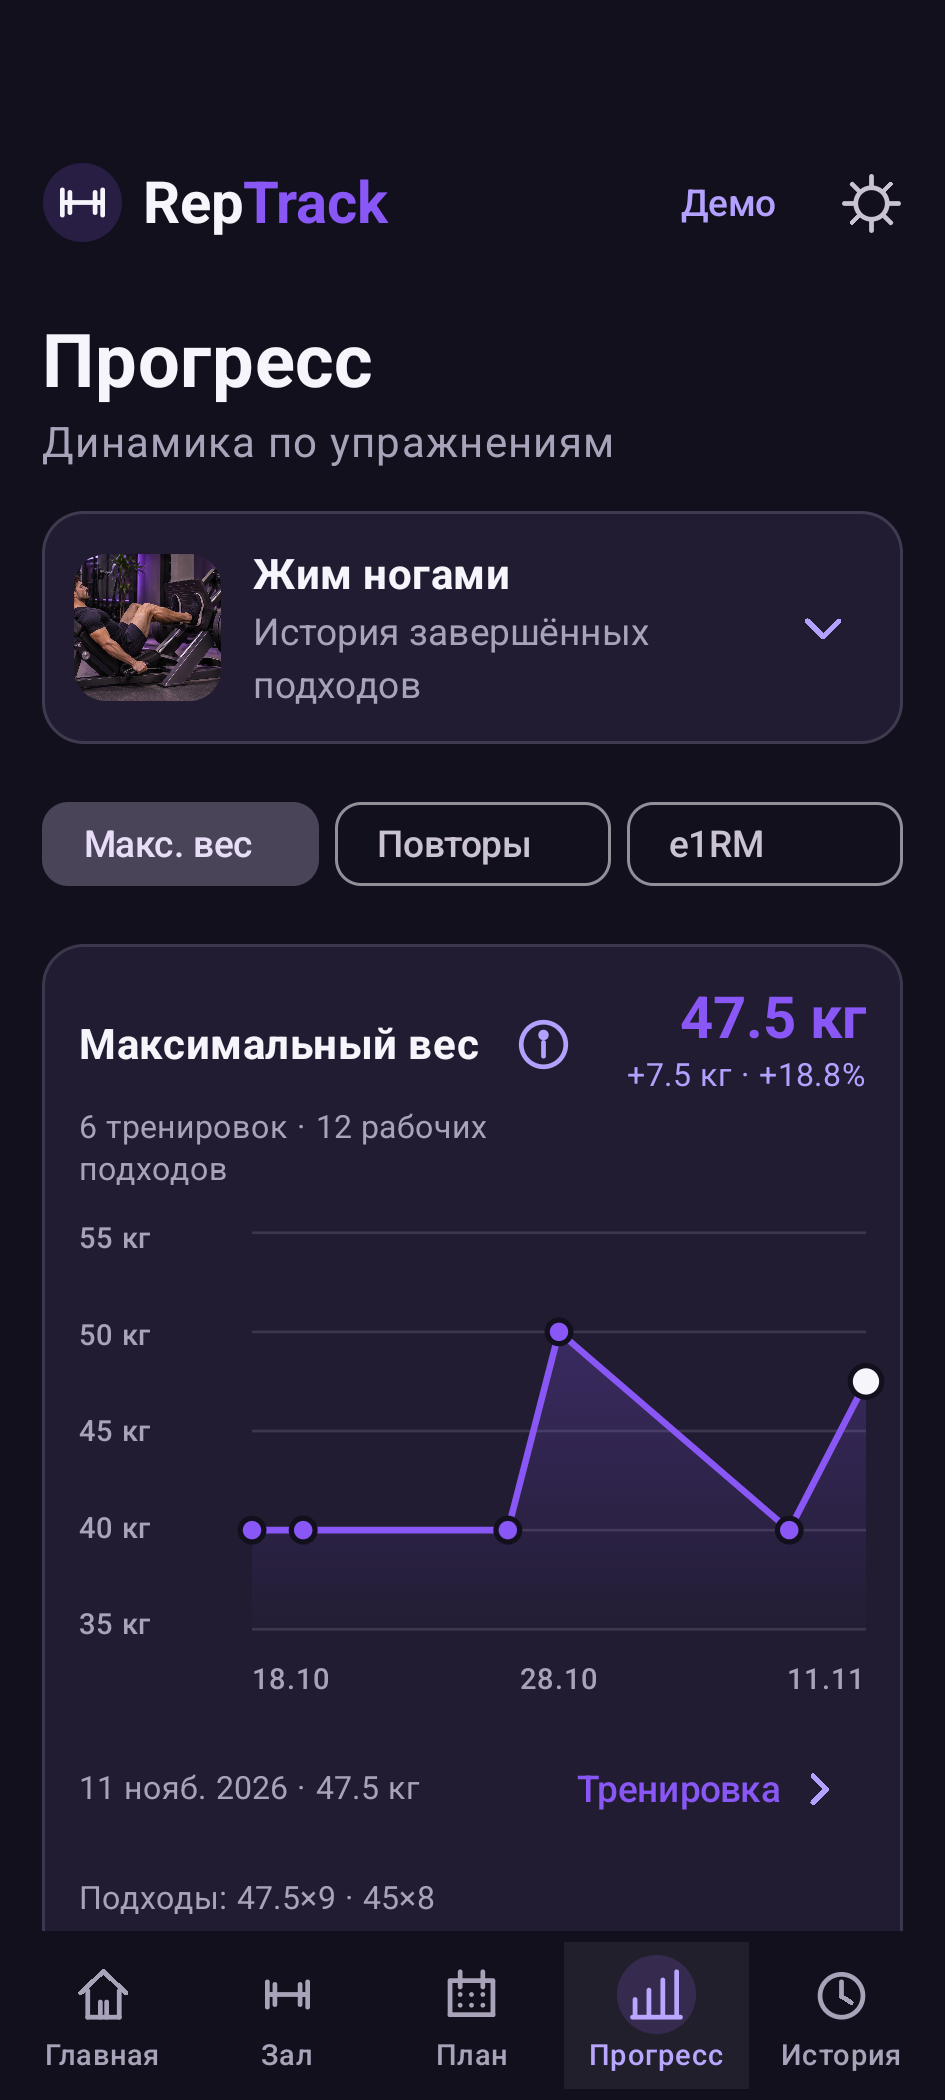 RepTrack
Демо
Прогресс
Динамика по упражнениям
Жим ногами
История завершённых
подходов
Макс. вес
Повторы
e1RM
Максимальный вес
47.5 кг
+7.5 кг · +18.8%
6 тренировок · 12 рабочих
подходов
55 кг
50 кг
45 кг
40 кг
35 кг
18.10
28.10
11.11
11 нояб. 2026 · 47.5 кг
Тренировка
Подходы: 47.5×9 · 45×8
Главная
Зал
План
Прогресс
История